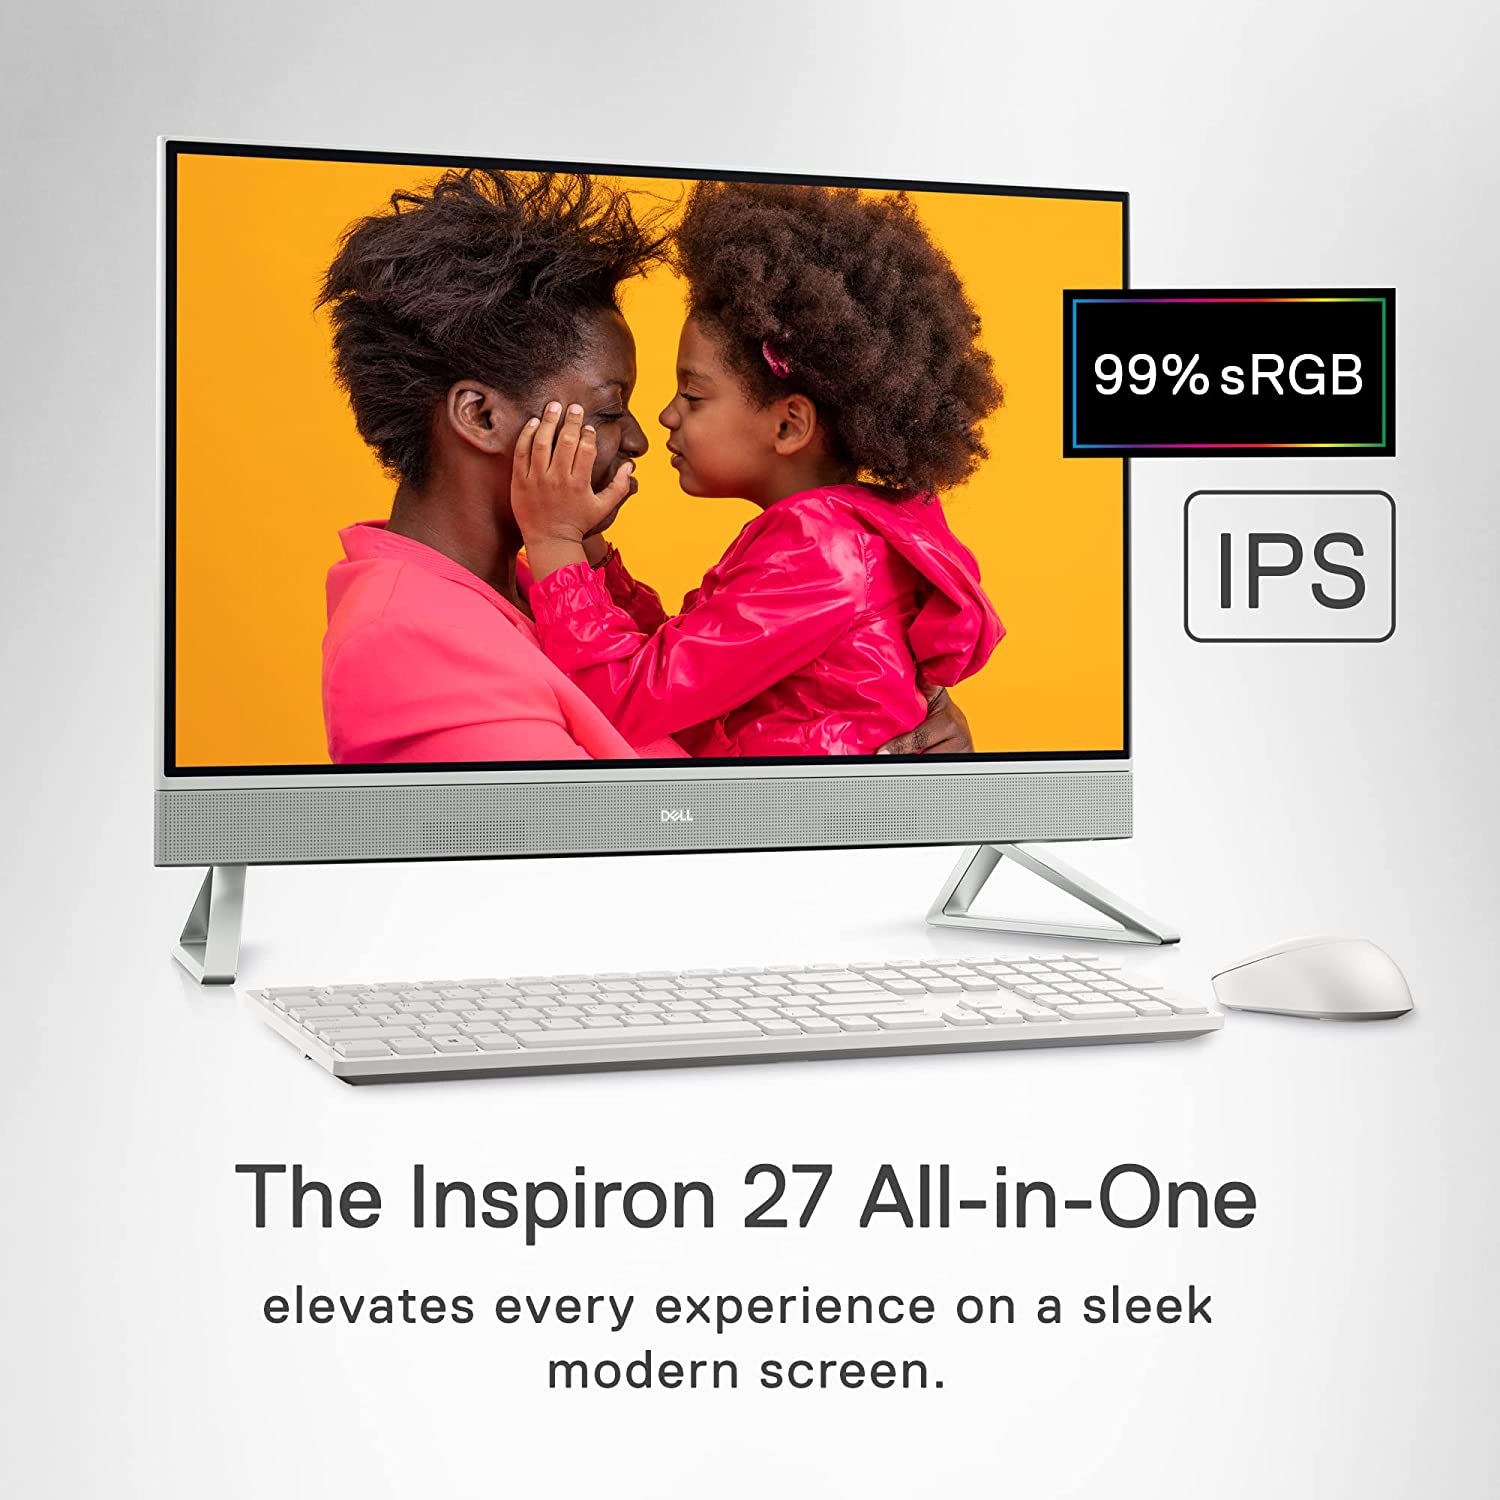 99% sRGB
IPS
DELL
The Inspiron 27 All-in-One
elevates every experience on a sleek
modern screen.